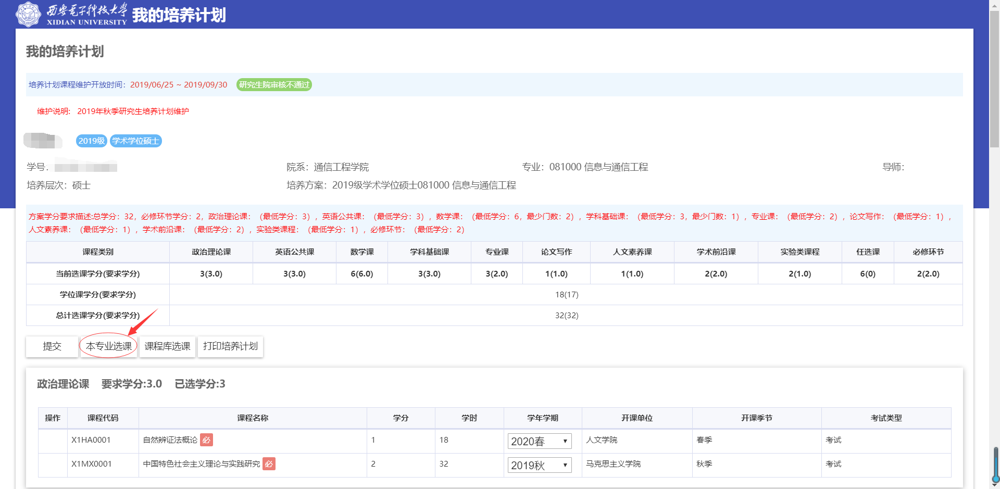 西安电子科技大学
XIDIAN UNIVERSITY
我的培养计划
我的培养计划
培养计划课程维护开放时间：2019/06/25 ~ 2019/09/30 研究生院审核不通过
维护说明: 2019年秋季研究生培养计划维护
2019级 学术学位硕士
学号: 院系：通信工程学院 专业：081000 信息与通信工程 导师：
培养层次：硕士 培养方案：2019级学术学位硕士081000 信息与通信工程
方案学分要求描述:总学分：32，必修环节学分：2，政治理论课：（最低学分：3），英语公共课：（最低学分：3），数学课：（最低学分：6，最少门数：2），学科基础课：（最低学分：3，最少门数：1），专业课：（最低学分：2），论文写作：（最低学分：1），
人文素养课：（最低学分：1），学术前沿课：（最低学分：2），实验类课程：（最低学分：1），必修环节：（最低学分：2）
课程类别 政治理论课 英语公共课 数学课 学科基础课 专业课 论文写作 人文素养课 学术前沿课 实验类课程 任选课 必修环节
当前选课学分(要求学分) 3(3.0) 3(3.0) 6(6.0) 3(3.0) 3(2.0) 1(1.0) 1(1.0) 2(2.0) 2(1.0) 6(0) 2(2.0)
学位课学分(要求学分) 18(17)
总计选课学分(要求学分) 32(32)
提交 本专业选课 课程库选课 打印培养计划
政治理论课 要求学分:3.0 已选学分:3
操作 课程代码 课程名称 学分 学时 学年学期 开课单位 开课季节 考试类型
X1HA0001 自然辨证法概论 必 1 18 2020春 人文学院 春季 考试
X1MX0001 中国特色社会主义理论与实践研究 必 2 32 2019秋 马克思主义学院 秋季 考试